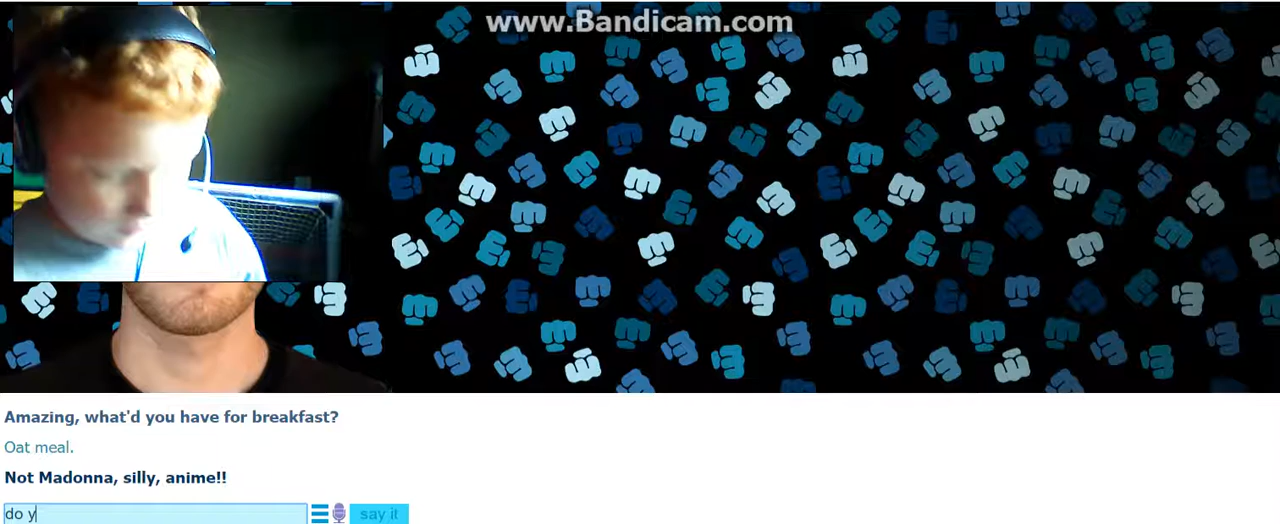 www.Bandicam.com
Amazing, what'd you have for breakfast?
Oat meal.
Not Madonna, silly, anime!!
do y
say it